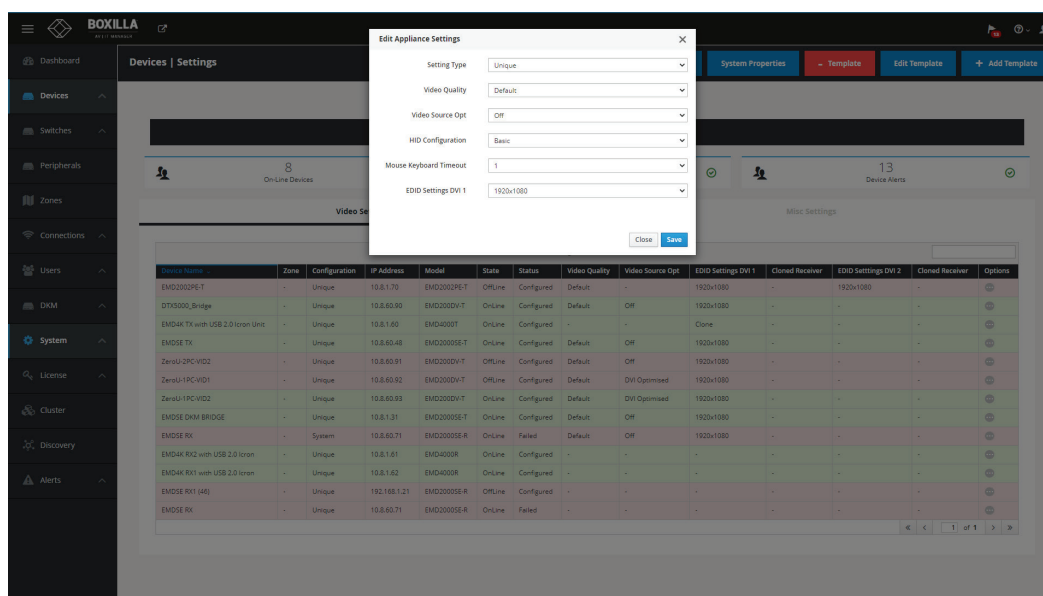 BOXILLA
Dashboard
Devices
Switches
Peripherals
Zones
Connections
Users
DKM
System
License
Cluster
Discovery
Alerts
Devices | Settings
System Properties
- Template
Edit Template
+ Add Template
Edit Appliance Settings
Setting Type Unique
Video Quality Default
Video Source Opt Off
HID Configuration Basic
Mouse Keyboard Timeout 1
EDID Settings DVI 1 1920x1080
Close Save
8
On-Line Devices
13
Device Alerts
Video Se
Misc Settings
Device Name Zone Configuration IP Address Model State Status Video Quality Video Source Opt EDID Settings DVI 1 Cloned Receiver EDID Setttings DVI 2 Cloned Receiver Options
EMD2002PE-T - Unique 10.8.1.70 EMD2002PE-T OffLine Configured Default - 1920x1080 - 1920x1080 -
DTX5000_Bridge - Unique 10.8.60.90 EMD200DV-T OnLine Configured Default Off 1920x1080 - - -
EMD4K TX with USB 2.0 Icron Unit - Unique 10.8.1.60 EMD4000T OnLine Configured - - Clone - - -
EMDSE TX - Unique 10.8.60.48 EMD2000SE-T OnLine Configured Default Off 1920x1080 - - -
ZeroU-2PC-VID2 - Unique 10.8.60.91 EMD200DV-T OffLine Configured Default Off 1920x1080 - - -
ZeroU-1PC-VID1 - Unique 10.8.60.92 EMD200DV-T OnLine Configured Default DVI Optimised 1920x1080 - - -
ZeroU-1PC-VID2 - Unique 10.8.60.93 EMD200DV-T OnLine Configured Default DVI Optimised 1920x1080 - - -
EMDSE DKM BRIDGE - Unique 10.8.1.31 EMD2000SE-T OnLine Configured Default Off 1920x1080 - - -
EMDSE RX - System 10.8.60.71 EMD2000SE-R OnLine Failed Default Off 1920x1080 - - -
EMD4K RX2 with USB 2.0 Icron - Unique 10.8.1.61 EMD4000R OnLine Configured - - - - - -
EMD4K RX1 with USB 2.0 Icron - Unique 10.8.1.62 EMD4000R OnLine Configured - - - - - -
EMDSE RX1 (46) - Unique 192.168.1.21 EMD2000SE-R OffLine Configured - - - - - -
EMDSE RX - Unique 10.8.60.71 EMD2000SE-R OnLine Failed - - - - - -
1 of 1